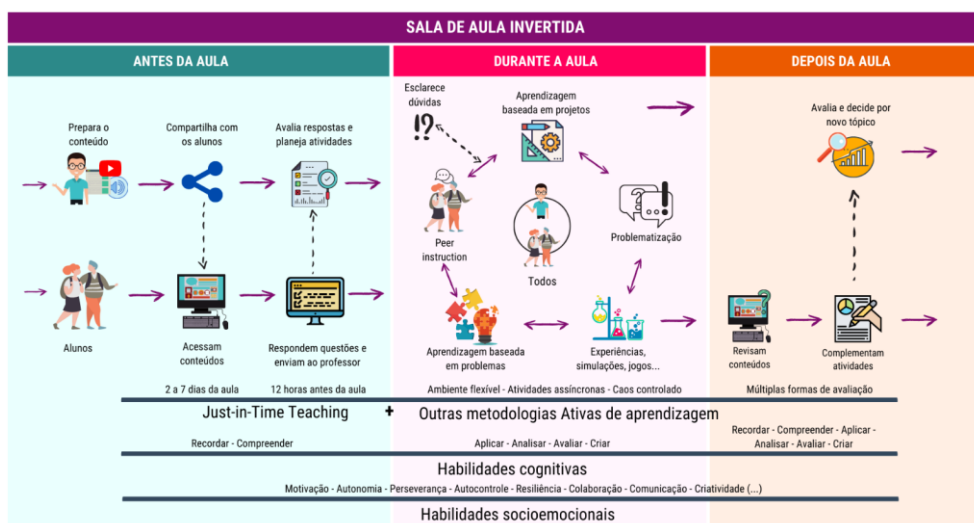 SALA DE AULA INVERTIDA
ANTES DA AULA
Prepara o
conteúdo
Compartilha com
os alunos
Avalia respostas e
planeja atividades
Alunos
Acessam
conteúdos
Respondem questões e
enviam ao professor
2 a 7 dias da aula
12 horas antes da aula
DURANTE A AULA
Esclarece
dúvidas
!?
Aprendizagem
baseada em projetos
Peer
instruction
Todos
Problematização
Aprendizagem baseada
em problemas
Experiências,
simulações, jogos...
Ambiente flexível - Atividades assíncronas - Caos controlado
DEPOIS DA AULA
Avalia e decide por
novo tópico
Revisam
conteúdos
Complementam
atividades
Múltiplas formas de avaliação
Just-in-Time Teaching + Outras metodologias Ativas de aprendizagem
Recordar - Compreender
Aplicar - Analisar - Avaliar - Criar
Recordar - Compreender - Aplicar -
Analisar - Avaliar - Criar
Habilidades cognitivas
Motivação - Autonomia - Perseverança - Autocontrole - Resiliência - Colaboração - Comunicação - Criatividade (...)
Habilidades socioemocionais